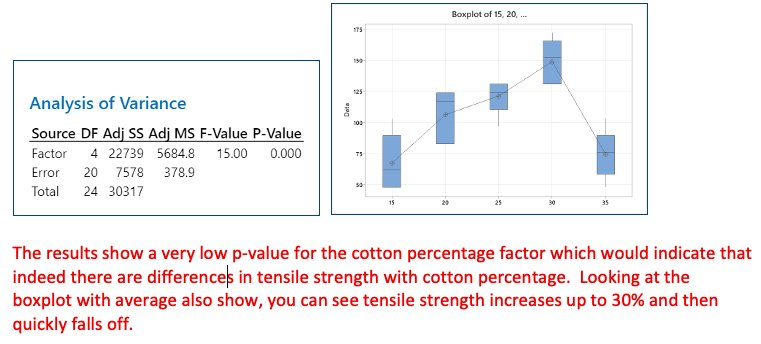 Boxplot of 15, 20, ...
175
150
125
100
75
50
Data
15 20 25 30 35
Analysis of Variance
Source DF Adj SS Adj MS F-Value P-Value
Factor 4 22739 5684.8 15.00 0.000
Error 20 7578 378.9
Total 24 30317
The results show a very low p-value for the cotton percentage factor which would indicate that
indeed there are differences in tensile strength with cotton percentage. Looking at the
boxplot with average also show, you can see tensile strength increases up to 30% and then
quickly falls off.